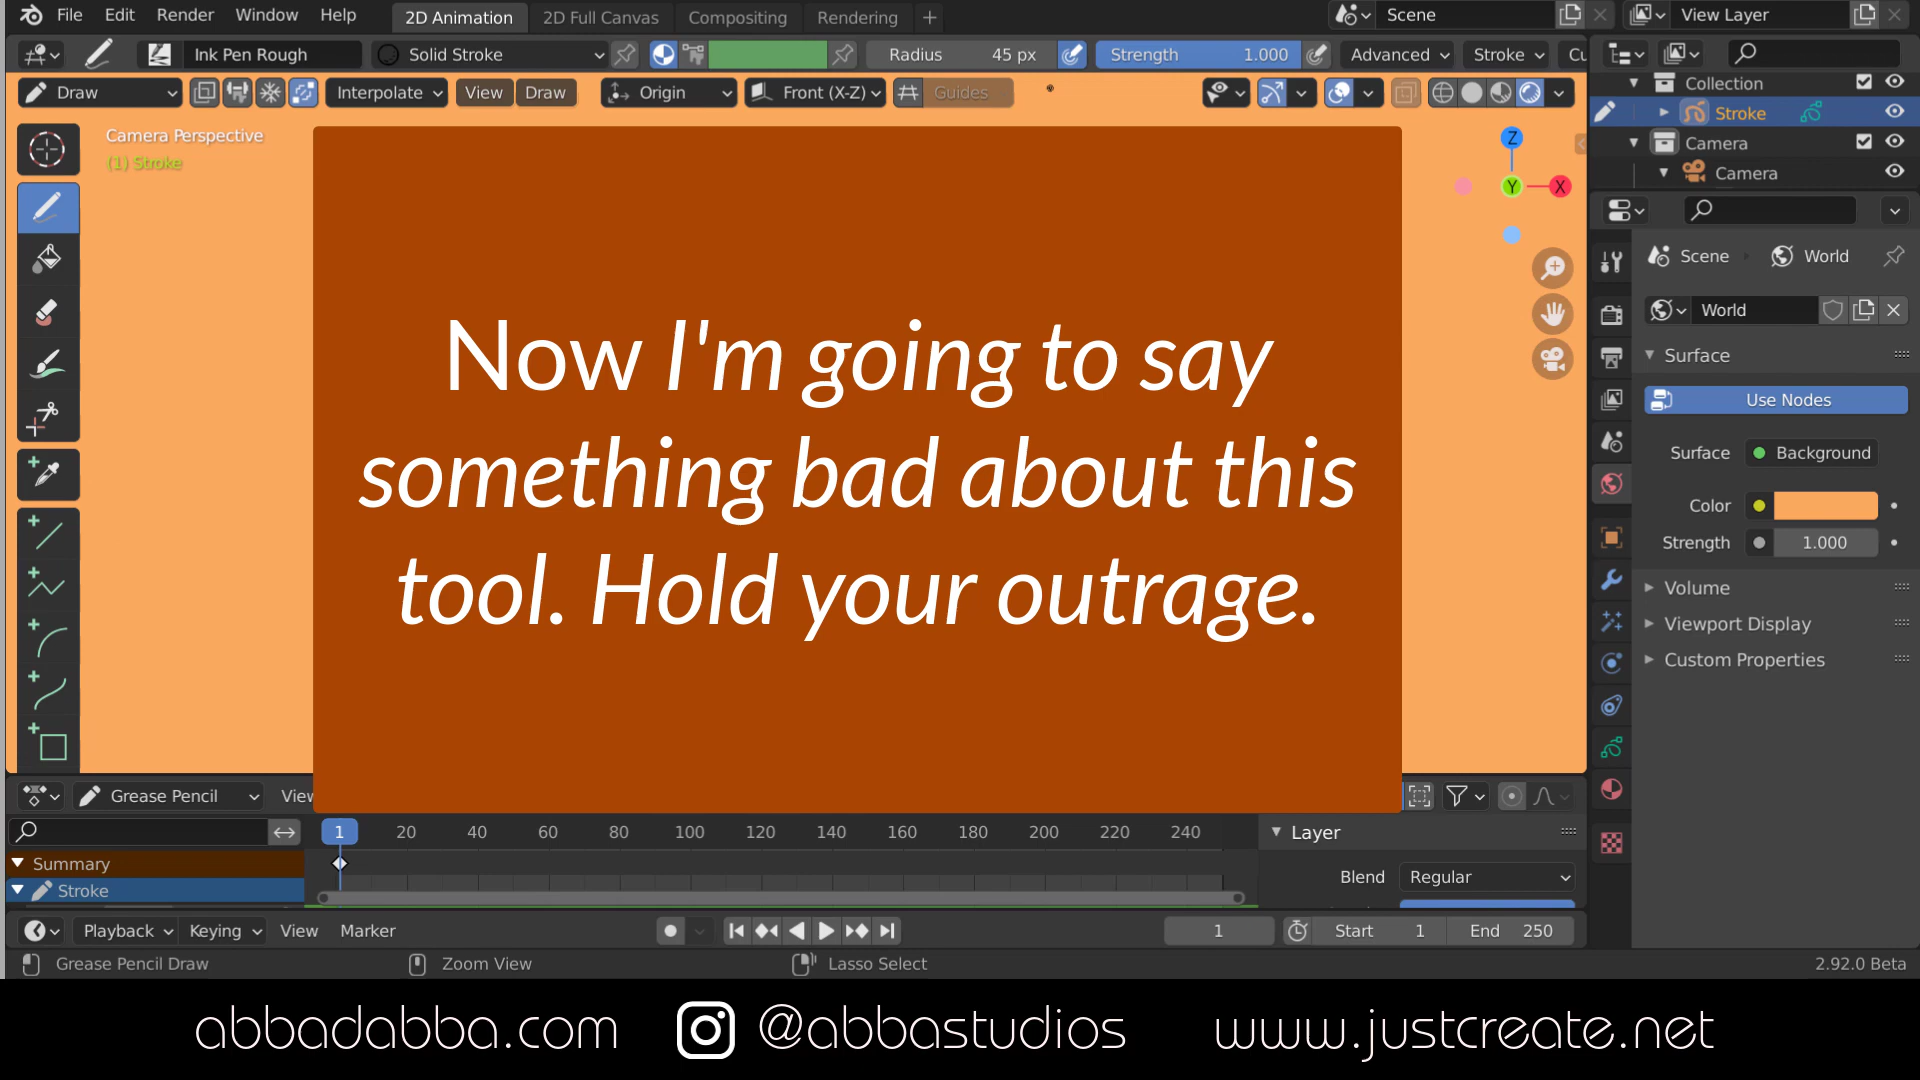 File Edit Render Window Help 2D Animation 2D Full Canvas Compositing Rendering + Scene View Layer
Ink Pen Rough Solid Stroke Radius 45 px Strength 1.000 Advanced Stroke Cu
Draw Interpolate View Draw Origin Front (X-Z) Guides
Collection
Stroke
Camera
Camera
Camera Perspective
(1) Stroke
Z
Y X
Scene World
World
Surface
Use Nodes
Surface Background
Color
Strength 1.000
Volume
Viewport Display
Custom Properties
Now I'm going to say
something bad about this
tool. Hold your outrage.
Grease Pencil View
1 20 40 60 80 100 120 140 160 180 200 220 240
Layer
Summary
Stroke
Blend Regular
Playback Keying View Marker 1 Start 1 End 250
Grease Pencil Draw Zoom View Lasso Select 2.92.0 Beta
abbadabba.com @abbastudios www.justcreate.net